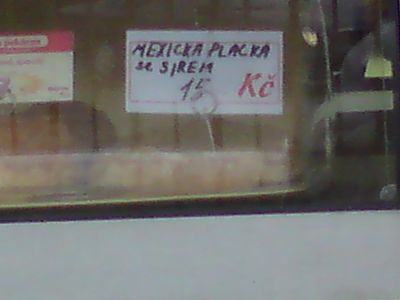 MEXICKA PLACKA
se SÝREM
15 Kč